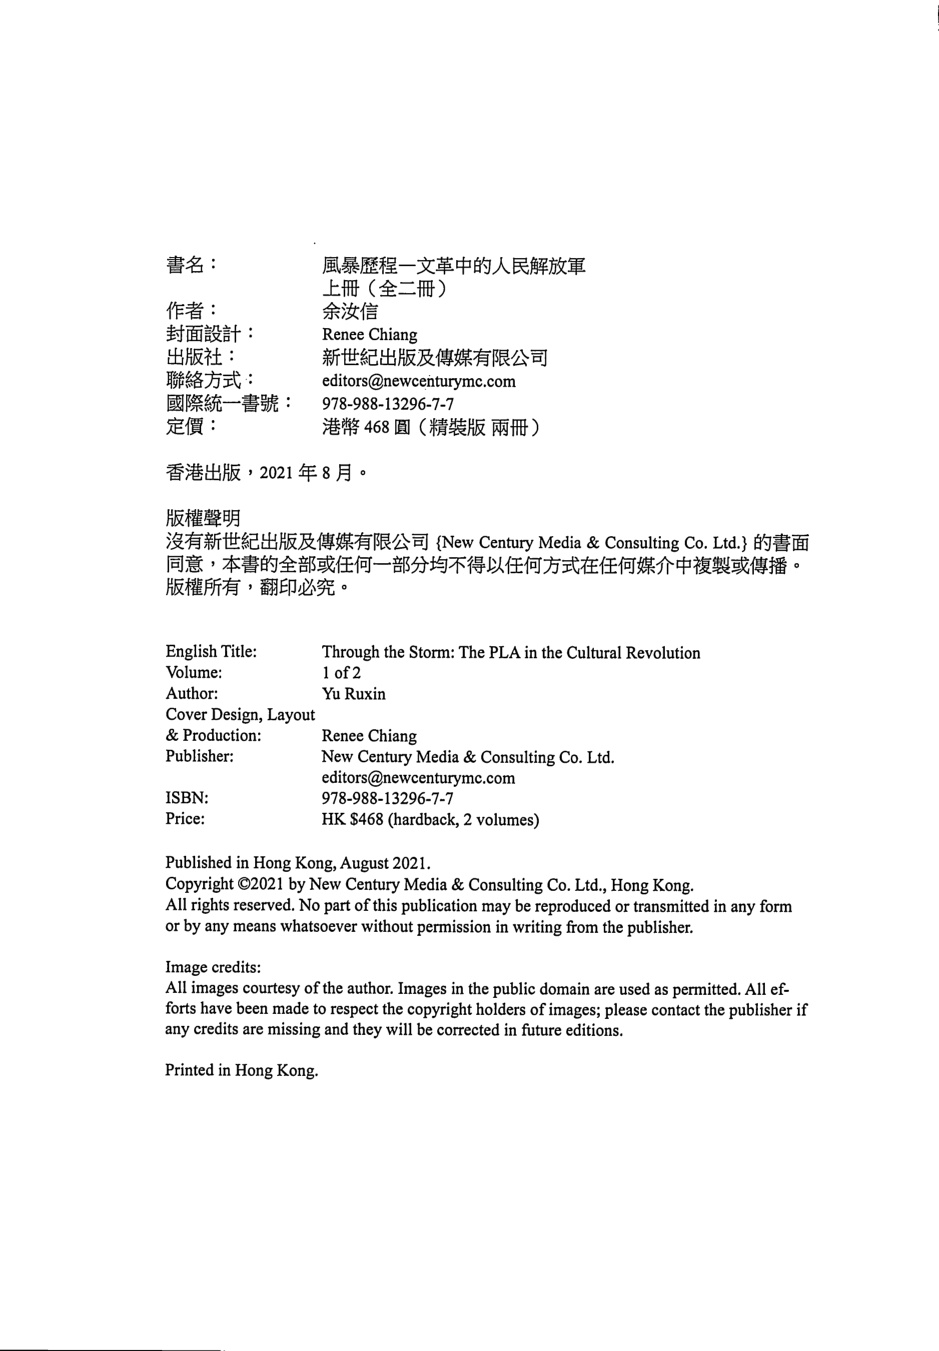 書名： 風暴歷程—文革中的人民解放軍
上冊（全二冊）
作者： 余汝信
封面設計： Renee Chiang
出版社： 新世紀出版及傳媒有限公司
聯絡方式： editors@newcenturymc.com
國際統一書號： 978-988-13296-7-7
定價： 港幣 468 圓（精裝版 兩冊）
香港出版，2021 年 8 月。
版權聲明
沒有新世紀出版及傳媒有限公司 {New Century Media & Consulting Co. Ltd.} 的書面
同意，本書的全部或任何一部分均不得以任何方式在任何媒介中複製或傳播。
版權所有，翻印必究。
English Title: Through the Storm: The PLA in the Cultural Revolution
Volume: 1 of 2
Author: Yu Ruxin
Cover Design, Layout
& Production: Renee Chiang
Publisher: New Century Media & Consulting Co. Ltd.
editors@newcenturymc.com
ISBN: 978-988-13296-7-7
Price: HK $468 (hardback, 2 volumes)
Published in Hong Kong, August 2021.
Copyright ©2021 by New Century Media & Consulting Co. Ltd., Hong Kong.
All rights reserved. No part of this publication may be reproduced or transmitted in any form
or by any means whatsoever without permission in writing from the publisher.
Image credits:
All images courtesy of the author. Images in the public domain are used as permitted. All ef-
forts have been made to respect the copyright holders of images; please contact the publisher if
any credits are missing and they will be corrected in future editions.
Printed in Hong Kong.